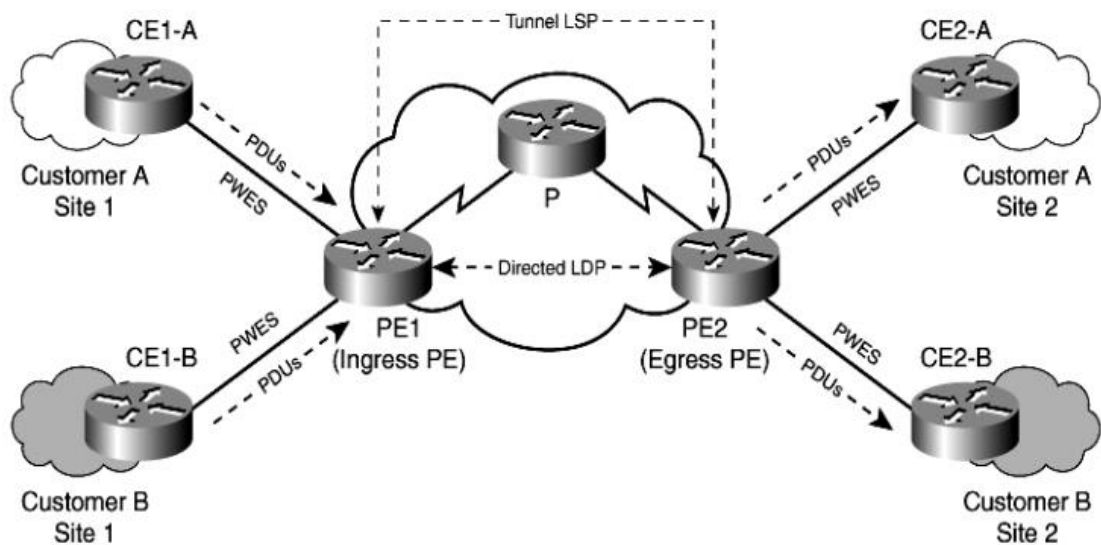 Tunnel LSP
CE1-A
CE2-A
PDUs
PWES
Customer A
Site 1
P
PDUs
PWES
Customer A
Site 2
Directed LDP
PE1
(Ingress PE)
PE2
(Egress PE)
CE1-B
PWES
PDUs
Customer B
Site 1
PWES
PDUs
CE2-B
Customer B
Site 2